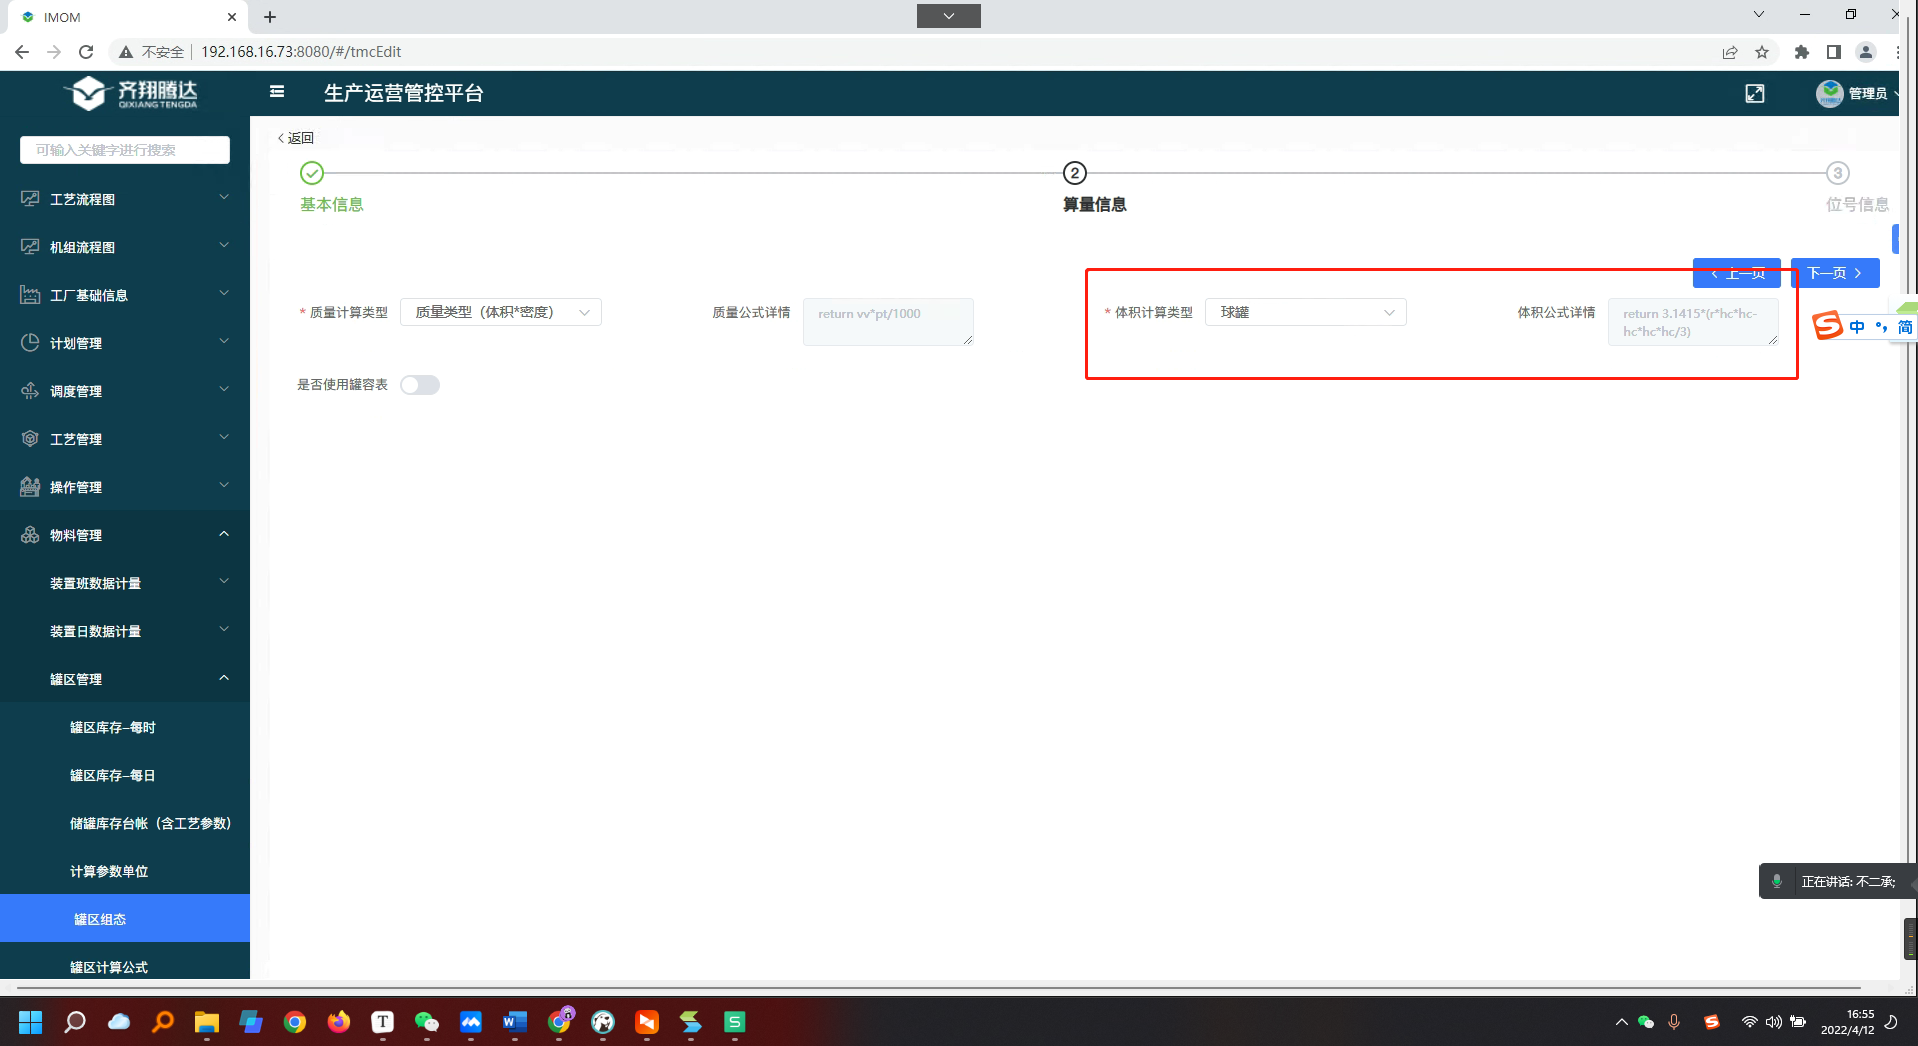 IMOM
不安全
192.168.16.73:8080/#/tmcEdit
齐翔腾达
QIXIANG TENGDA
生产运营管控平台
管理员
可输入关键字进行搜索
工艺流程图
机组流程图
工厂基础信息
计划管理
调度管理
工艺管理
操作管理
物料管理
装置班数据计量
装置日数据计量
罐区管理
罐区库存–每时
罐区库存–每日
储罐库存台帐（含工艺参数）
计算参数单位
罐区组态
罐区计算公式
返回
2
3
基本信息
算量信息
位号信息
上一页
下一页
* 质量计算类型
质量类型（体积*密度）
质量公式详情
return vv*pt/1000
* 体积计算类型
球罐
体积公式详情
return 3.1415*(r*hc*hc-
hc*hc*hc/3)
是否使用罐容表
中 °, 简
正在讲话: 不二承;
16:55
2022/4/12